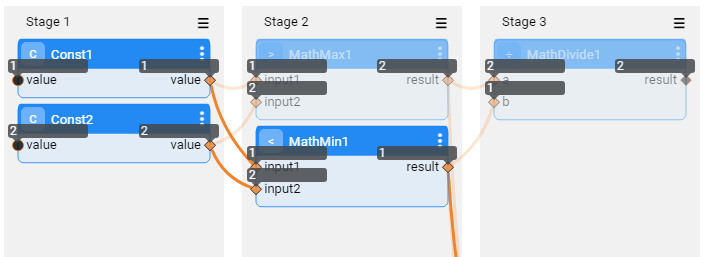 Stage 1
C Const1
1 1
value value
C Const2
2 2
value value
Stage 2
> MathMax1
1 2
input1 result
2
input2
< MathMin1
1 1
input1 result
2
input2
Stage 3
÷ MathDivide1
2 2
a result
1
b